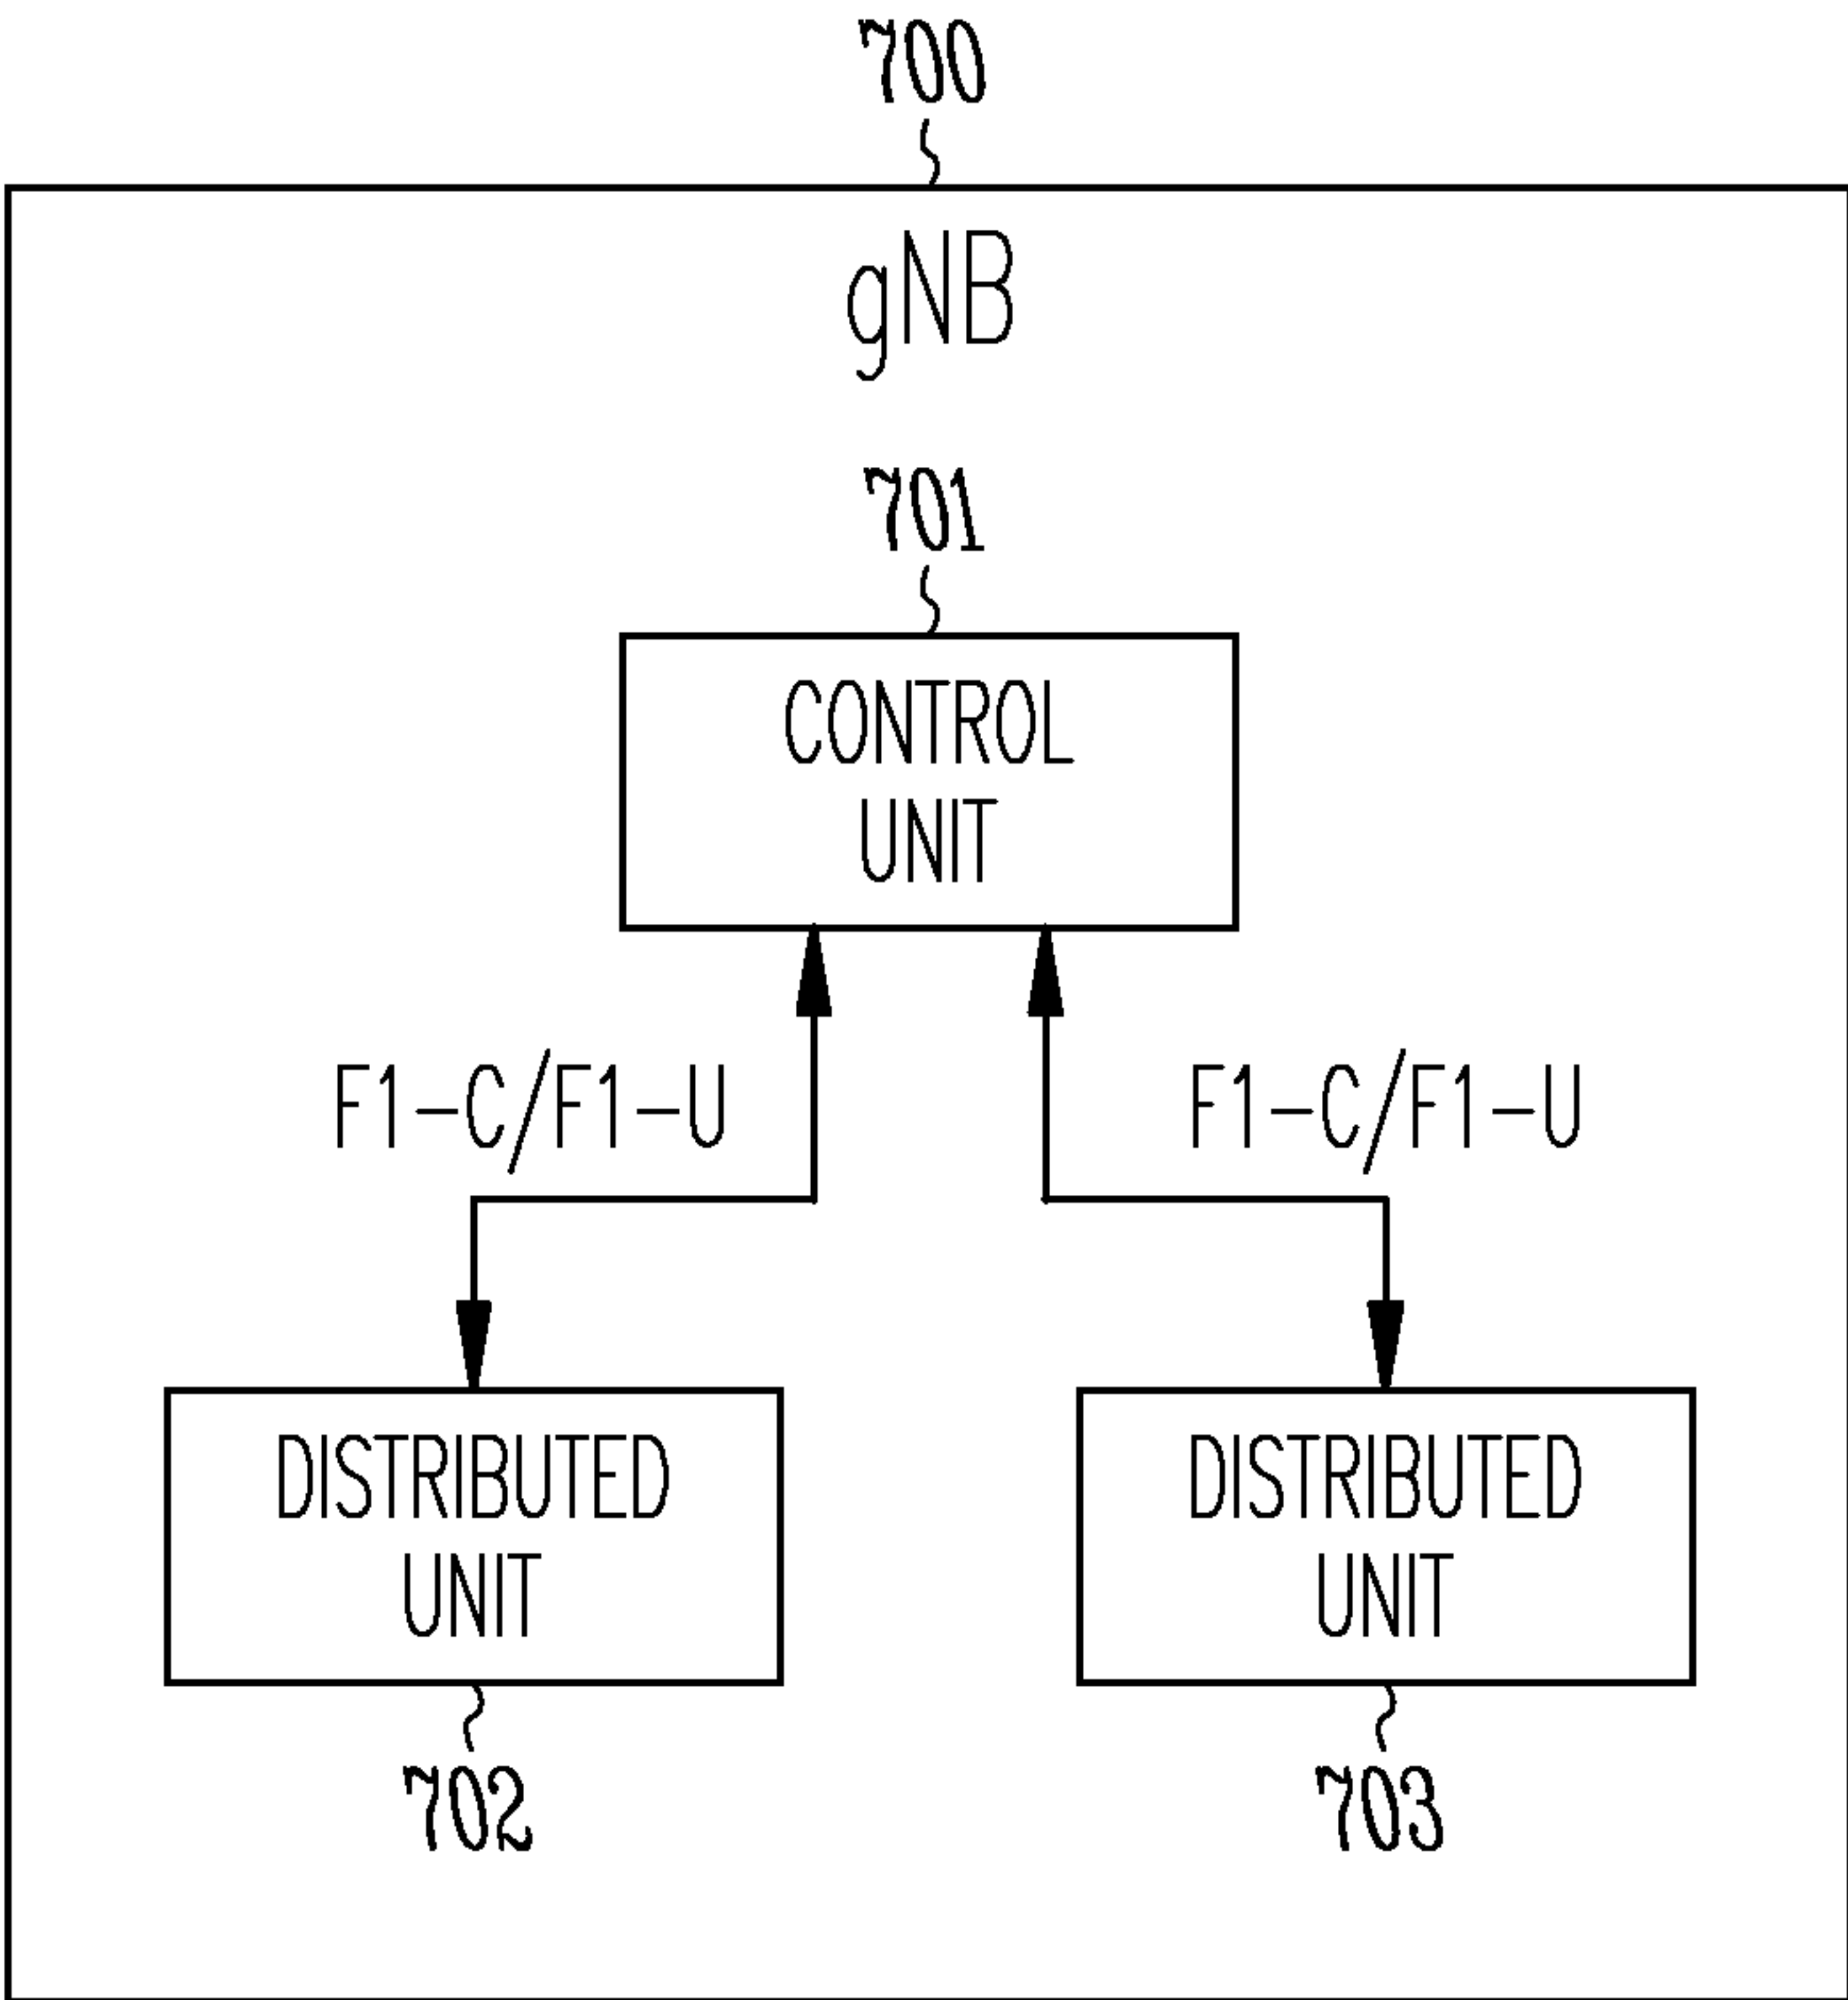 700
gNB
701
CONTROL
UNIT
F1-C/F1-U
F1-C/F1-U
DISTRIBUTED
UNIT
DISTRIBUTED
UNIT
702
703